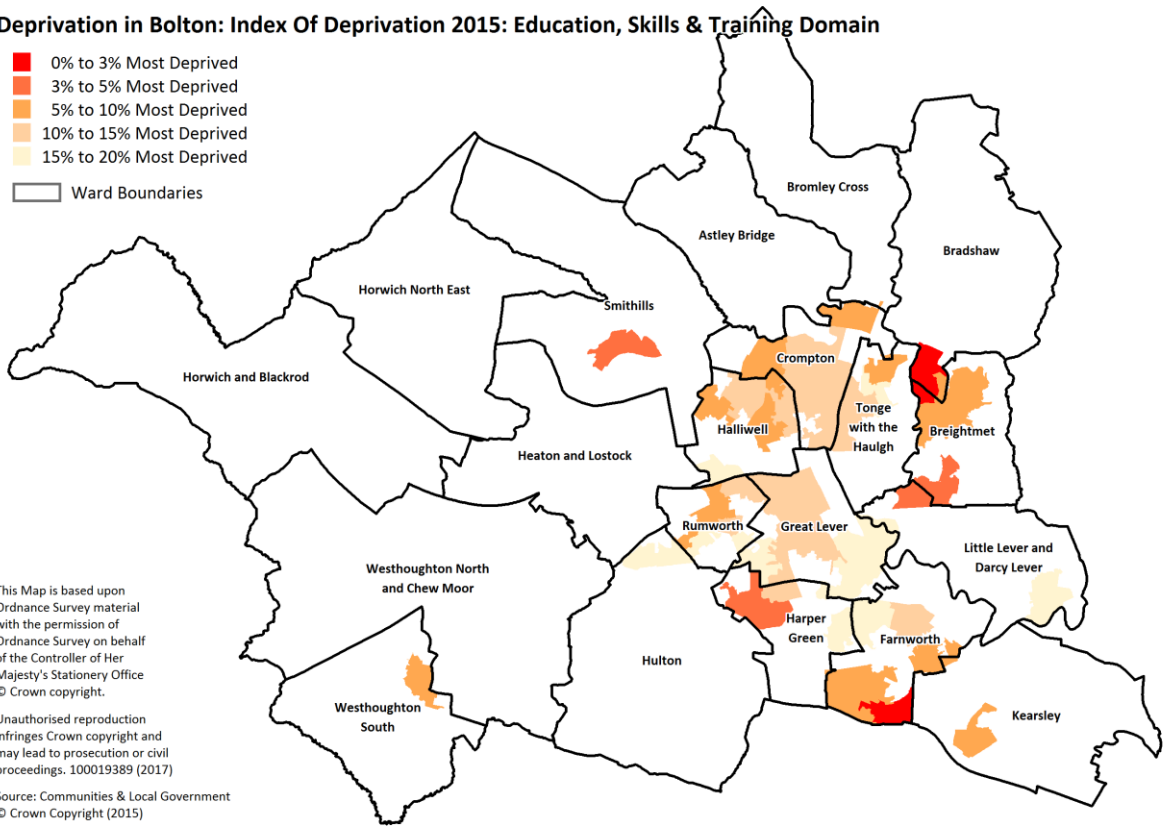 Deprivation in Bolton: Index Of Deprivation 2015: Education, Skills & Training Domain
0% to 3% Most Deprived
3% to 5% Most Deprived
5% to 10% Most Deprived
10% to 15% Most Deprived
15% to 20% Most Deprived
Ward Boundaries
Bromley Cross
Astley Bridge
Bradshaw
Horwich North East
Smithills
Crompton
Horwich and Blackrod
Tonge
with the
Haulgh
Halliwell
Breightmet
Heaton and Lostock
Rumworth
Great Lever
Little Lever and
Darcy Lever
Westhoughton North
and Chew Moor
Harper
Green
Farnworth
Hulton
Westhoughton
South
Kearsley
This Map is based upon
Ordnance Survey material
with the permission of
Ordnance Survey on behalf
of the Controller of Her
Majesty's Stationery Office
© Crown copyright.
Unauthorised reproduction
infringes Crown copyright and
may lead to prosecution or civil
proceedings. 100019389 (2017)
Source: Communities & Local Government
© Crown Copyright (2015)